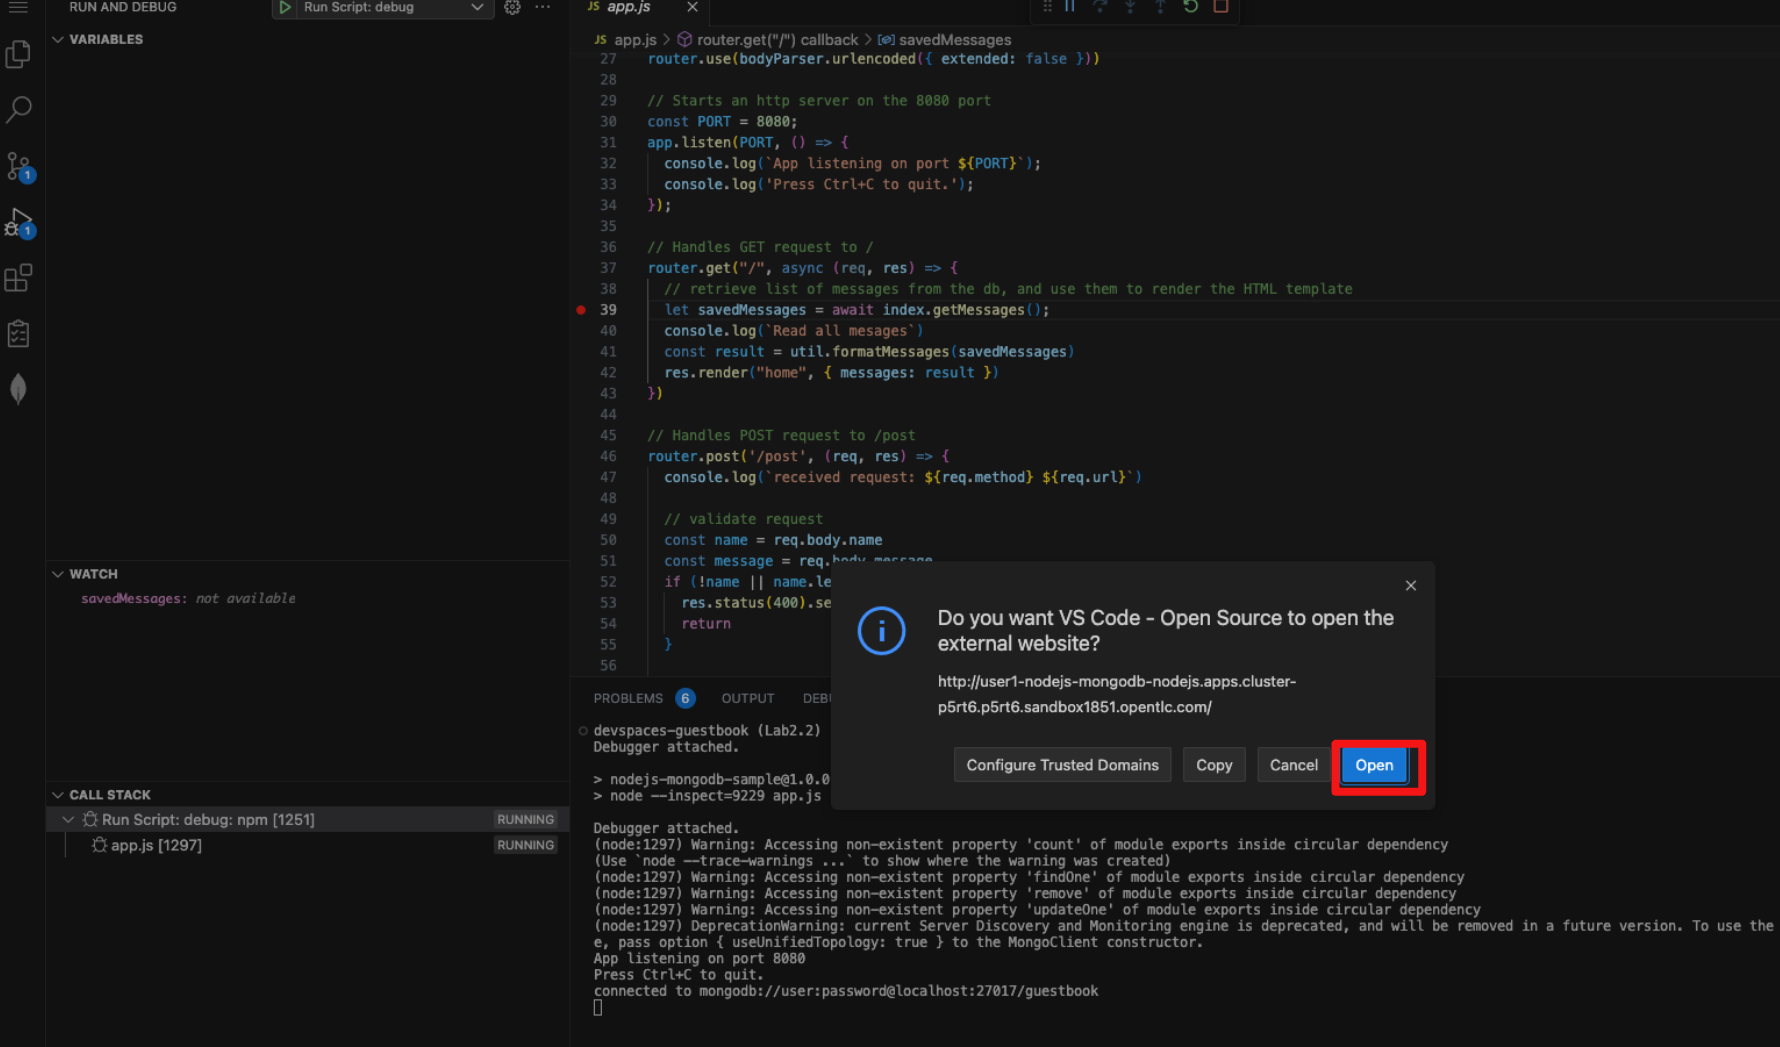 RUN AND DEBUG
Run Script: debug
VARIABLES
1
1
WATCH
savedMessages: not available
CALL STACK
Run Script: debug: npm [1251]
RUNNING
app.js [1297]
RUNNING
JS app.js
JS app.js > router.get("/") callback > savedMessages
27 router.use(bodyParser.urlencoded({ extended: false }))
28
29 // Starts an http server on the 8080 port
30 const PORT = 8080;
31 app.listen(PORT, () => {
32 console.log(`App listening on port ${PORT}`);
33 console.log('Press Ctrl+C to quit.');
34 });
35
36 // Handles GET request to /
37 router.get("/", async (req, res) => {
38 // retrieve list of messages from the db, and use them to render the HTML template
39 let savedMessages = await index.getMessages();
40 console.log(`Read all mesages`)
41 const result = util.formatMessages(savedMessages)
42 res.render("home", { messages: result })
43 })
44
45 // Handles POST request to /post
46 router.post('/post', (req, res) => {
47 console.log(`received request: ${req.method} ${req.url}`)
48
49 // validate request
50 const name = req.body.name
51 const message = req.body.message
52 if (!name || name.le
53 res.status(400).se
54 return
55 }
56
Do you want VS Code - Open Source to open the
external website?
http://user1-nodejs-mongodb-nodejs.apps.cluster-
p5rt6.p5rt6.sandbox1851.opentlc.com/
Configure Trusted Domains
Copy
Cancel
Open
PROBLEMS 6 OUTPUT DEBU
devspaces-guestbook (Lab2.2)
Debugger attached.
> nodejs-mongodb-sample@1.0.0
> node --inspect=9229 app.js
Debugger attached.
(node:1297) Warning: Accessing non-existent property 'count' of module exports inside circular dependency
(Use `node --trace-warnings ...` to show where the warning was created)
(node:1297) Warning: Accessing non-existent property 'findOne' of module exports inside circular dependency
(node:1297) Warning: Accessing non-existent property 'remove' of module exports inside circular dependency
(node:1297) Warning: Accessing non-existent property 'updateOne' of module exports inside circular dependency
(node:1297) DeprecationWarning: current Server Discovery and Monitoring engine is deprecated, and will be removed in a future version. To use the
e, pass option { useUnifiedTopology: true } to the MongoClient constructor.
App listening on port 8080
Press Ctrl+C to quit.
connected to mongodb://user:password@localhost:27017/guestbook